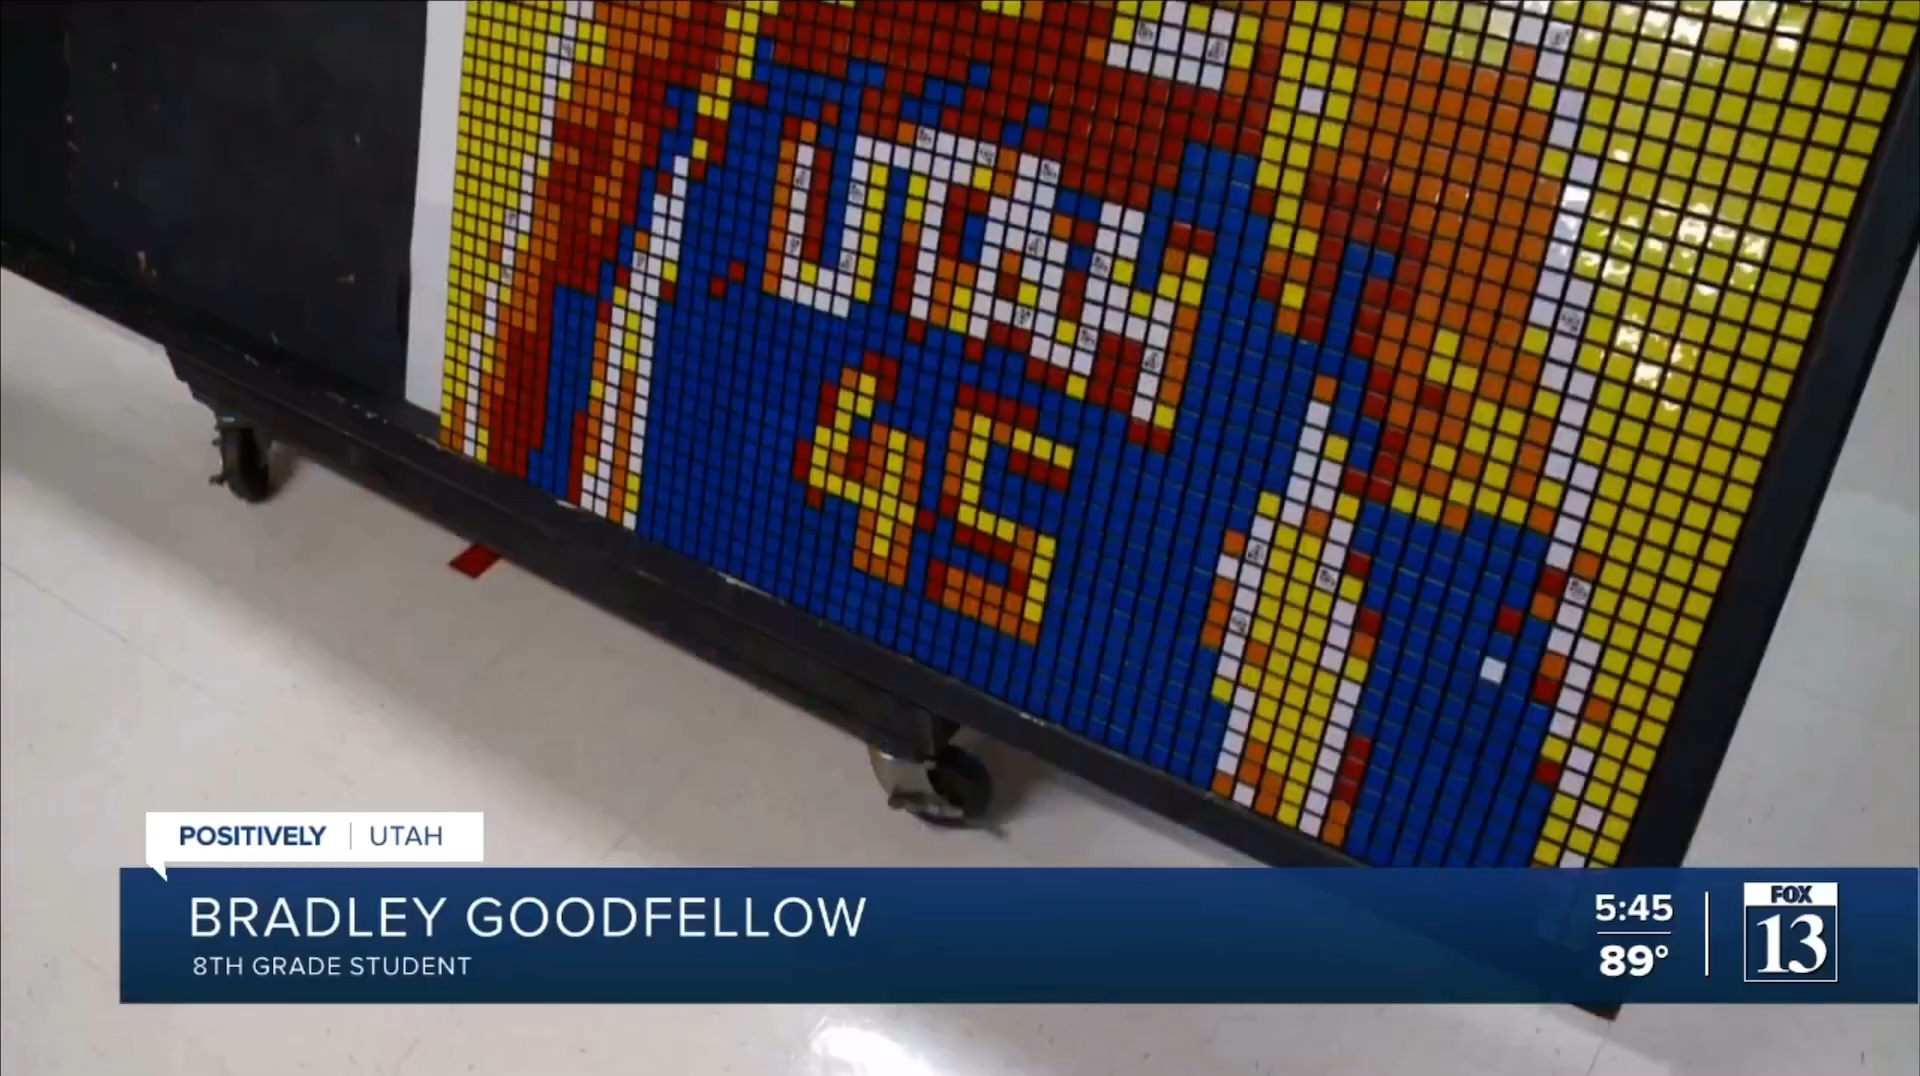 UTAH
45
POSITIVELY | UTAH
BRADLEY GOODFELLOW
8TH GRADE STUDENT
5:45
89°
FOX
13